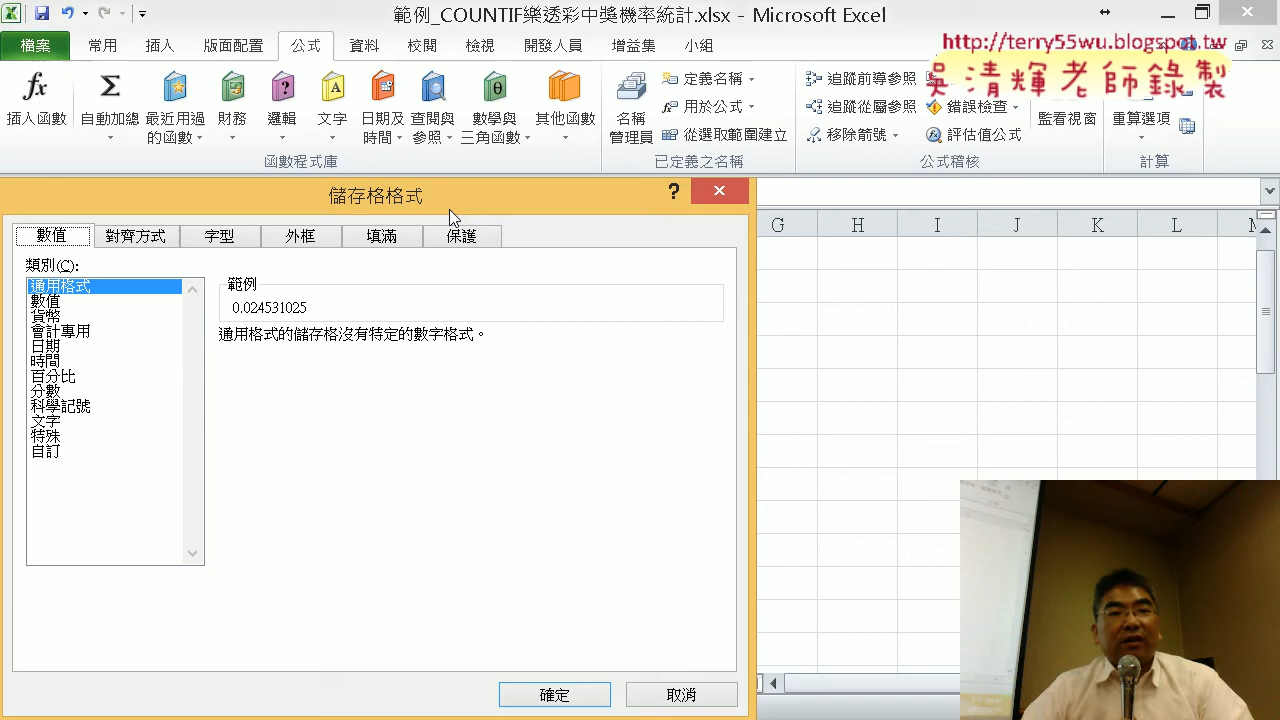 範例_COUNTIF樂透彩中獎機率統計.xlsx - Microsoft Excel
檔案 常用 插入 版面配置 公式 資料 校閱 檢視 開發人員 增益集 小組
http://terry55wu.blogspot.tw
吳清輝老師錄製
插入函數 自動加總 最近用過的函數 財務 邏輯 文字 日期及時間 查閱與參照 數學與三角函數 其他函數
函數程式庫
名稱管理員 定義名稱 用於公式 從選取範圍建立
已定義之名稱
追蹤前導參照 追蹤從屬參照 移除箭號 錯誤檢查 評估值公式 監看視窗
公式稽核
重算選項
計算
儲存格格式
?
數值 對齊方式 字型 外框 填滿 保護
類別(C):
通用格式
數值
貨幣
會計專用
日期
時間
百分比
分數
科學記號
文字
特殊
自訂
範例
0.024531025
通用格式的儲存格沒有特定的數字格式。
確定 取消
G H I J K L